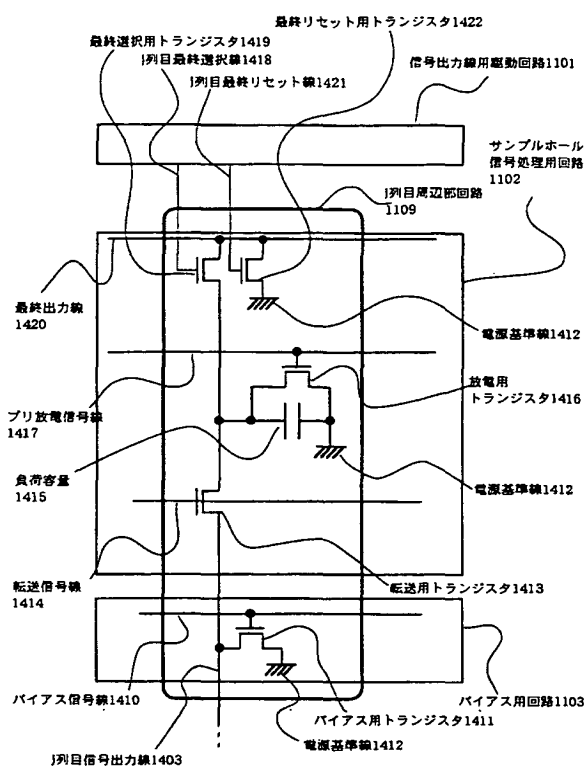 最終リセット用トランジスタ1422
最終選択用トランジスタ1419
j列目最終選択線1418
j列目最終リセット線1421
信号出力線用駆動回路1101
サンプルホール
信号処理用回路
1102
j列目周辺部回路
1109
最終出力線
1420
電源基準線1412
放電用
トランジスタ1416
プリ放電信号線
1417
負荷容量
1415
電源基準線1412
転送信号線
1414
転送用トランジスタ1413
バイアス信号線1410
バイアス用回路1103
バイアス用トランジスタ1411
電源基準線1412
j列目信号出力線1403